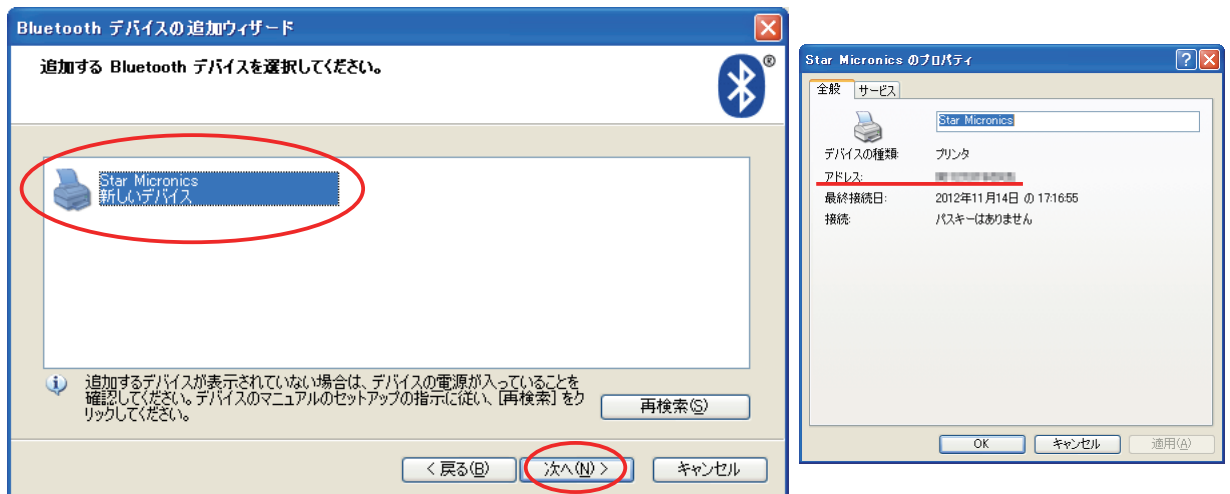 Bluetooth デバイスの追加ウィザード
追加する Bluetooth デバイスを選択してください。
Star Micronics
新しいデバイス
追加するデバイスが表示されていない場合は、デバイスの電源が入っていることを
確認してください。デバイスのマニュアルのセットアップの指示に従い、[再検索] をク
リックしてください。
再検索(S)
< 戻る(B)
次へ(N) >
キャンセル
Star Micronics のプロパティ
全般
サービス
Star Micronics
デバイスの種類:
プリンタ
アドレス:
最終接続日:
2012年11月14日 の 17:16:55
接続:
パスキーはありません
OK
キャンセル
適用(A)